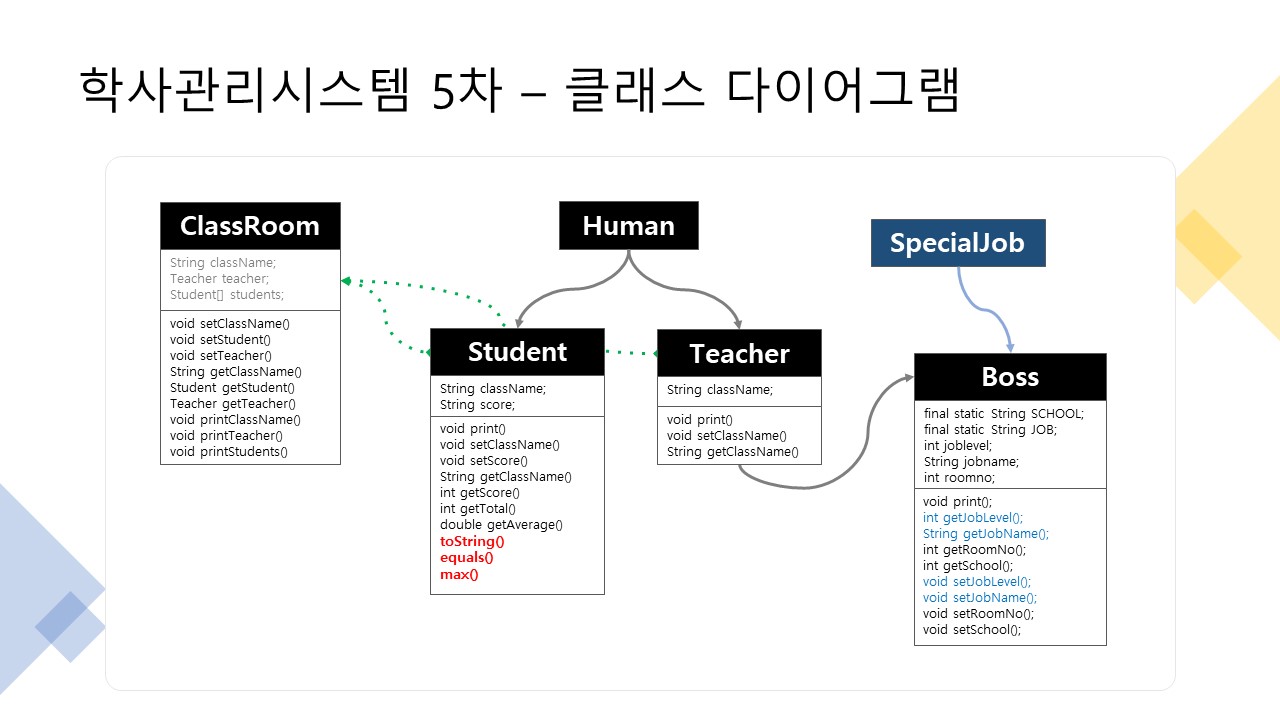 학사관리시스템 5차 – 클래스 다이어그램
ClassRoom
String className;
Teacher teacher;
Student[] students;
void setClassName()
void setStudent()
void setTeacher()
String getClassName()
Student getStudent()
Teacher getTeacher()
void printClassName()
void printTeacher()
void printStudents()
Human
Student
String className;
String score;
void print()
void setClassName()
void setScore()
String getClassName()
int getScore()
int getTotal()
double getAverage()
toString()
equals()
max()
Teacher
String className;
void print()
void setClassName()
String getClassName()
SpecialJob
Boss
final static String SCHOOL;
final static String JOB;
int joblevel;
String jobname;
int roomno;
void print();
int getJobLevel();
String getJobName();
int getRoomNo();
int getSchool();
void setJobLevel();
void setJobName();
void setRoomNo();
void setSchool();